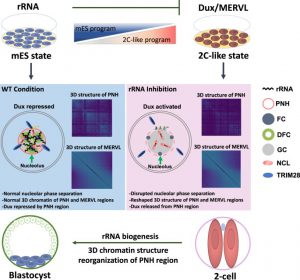 rRNA
Dux/MERVL
mES program
2C-like program
mES state
2C-like state
WT Condition
Dux repressed
3D structure of PNH
3D structure of MERVL
Nucleolus
-Normal nucleolar phase separation
-Normal 3D chromatin of PNH and MERVL regions
-Dux repressed by PNH region
rRNA Inhibition
Dux activated
3D structure of PNH
3D structure of MERVL
Nucleolus
-Disrupted nucleolar phase separation
-Reshaped 3D structure of PNH and MERVL regions
-Dux released from PNH region
rRNA
PNH
FC
DFC
GC
NCL
TRIM28
rRNA biogenesis
3D chromatin structure
reorganization of PNH region
Blastocyst
2-cell